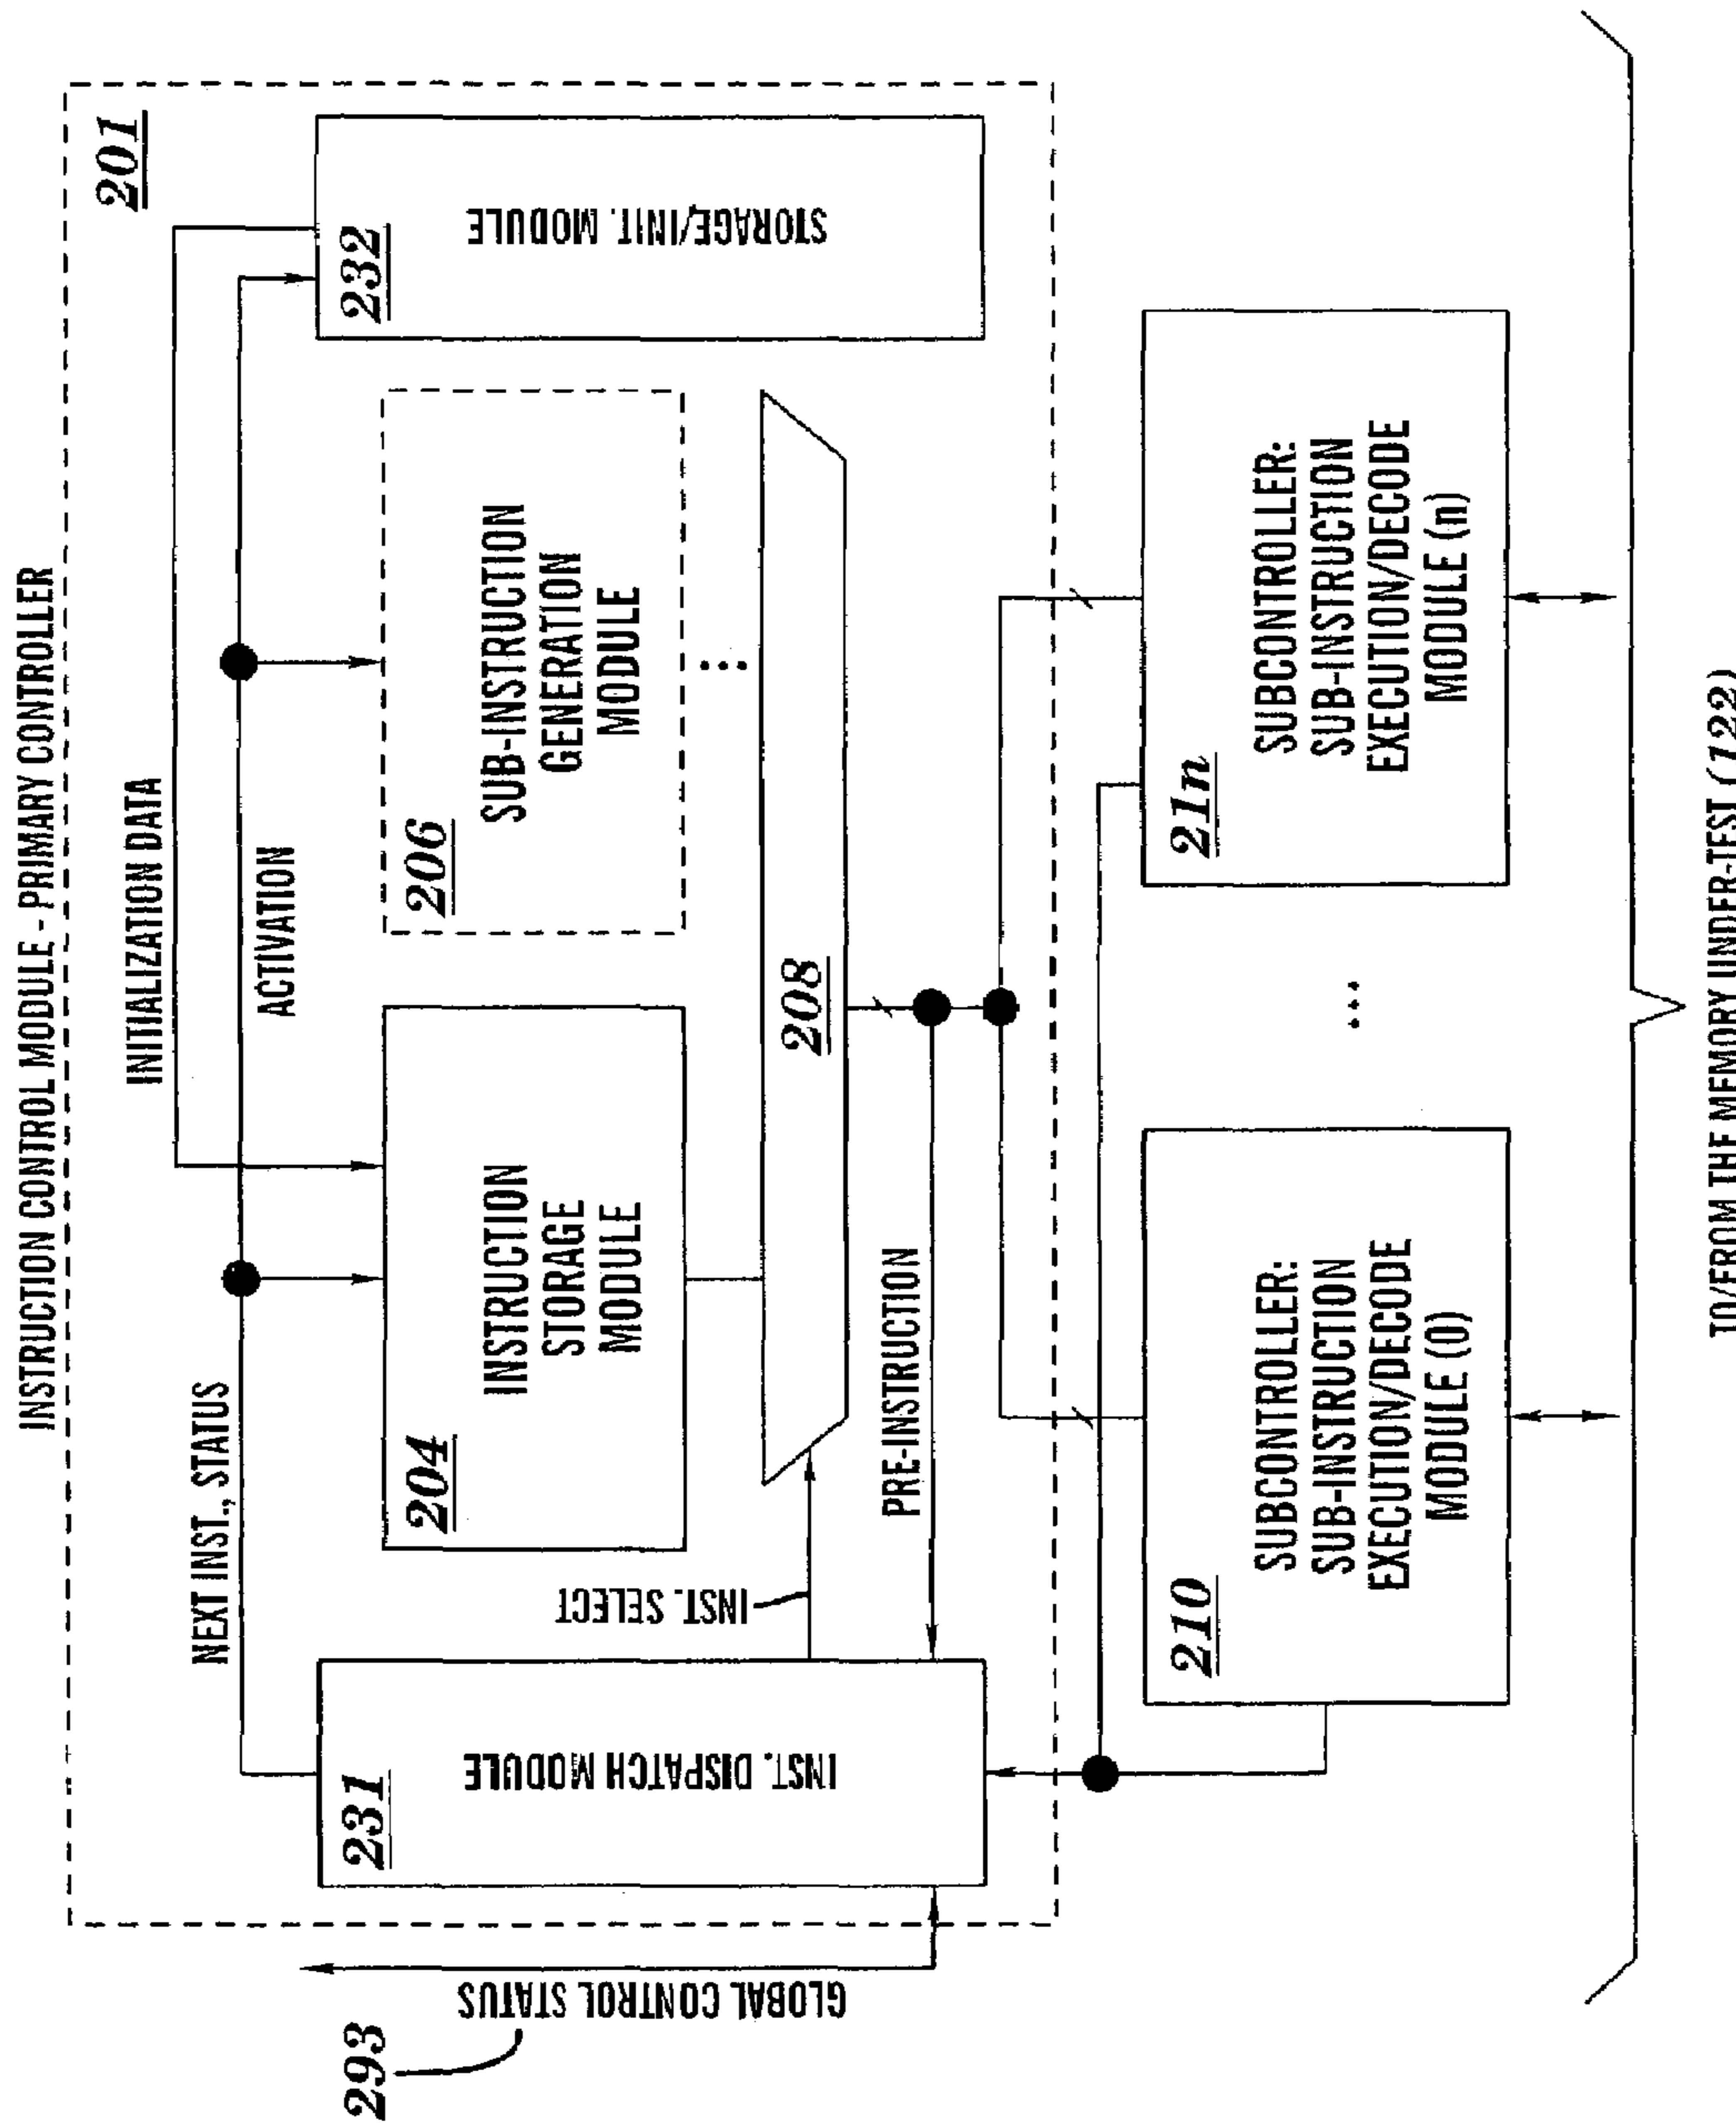 INSTRUCTION CONTROL MODULE - PRIMARY CONTROLLER
201
INITIALIZATION DATA
NEXT INST., STATUS
ACTIVATION
293
GLOBAL CONTROL STATUS
231
INST. DISPATCH MODULE
INST. SELECT
204
INSTRUCTION
STORAGE
MODULE
206
SUB-INSTRUCTION
GENERATION
MODULE
...
232
STORAGE/INIT. MODULE
208
PRE-INSTRUCTION
210
SUBCONTROLLER:
SUB-INSTRUCTION
EXECUTION/DECODE
MODULE (0)
...
21n
SUBCONTROLLER:
SUB-INSTRUCTION
EXECUTION/DECODE
MODULE (n)
TO/FROM THE MEMORY UNDER-TEST (122)